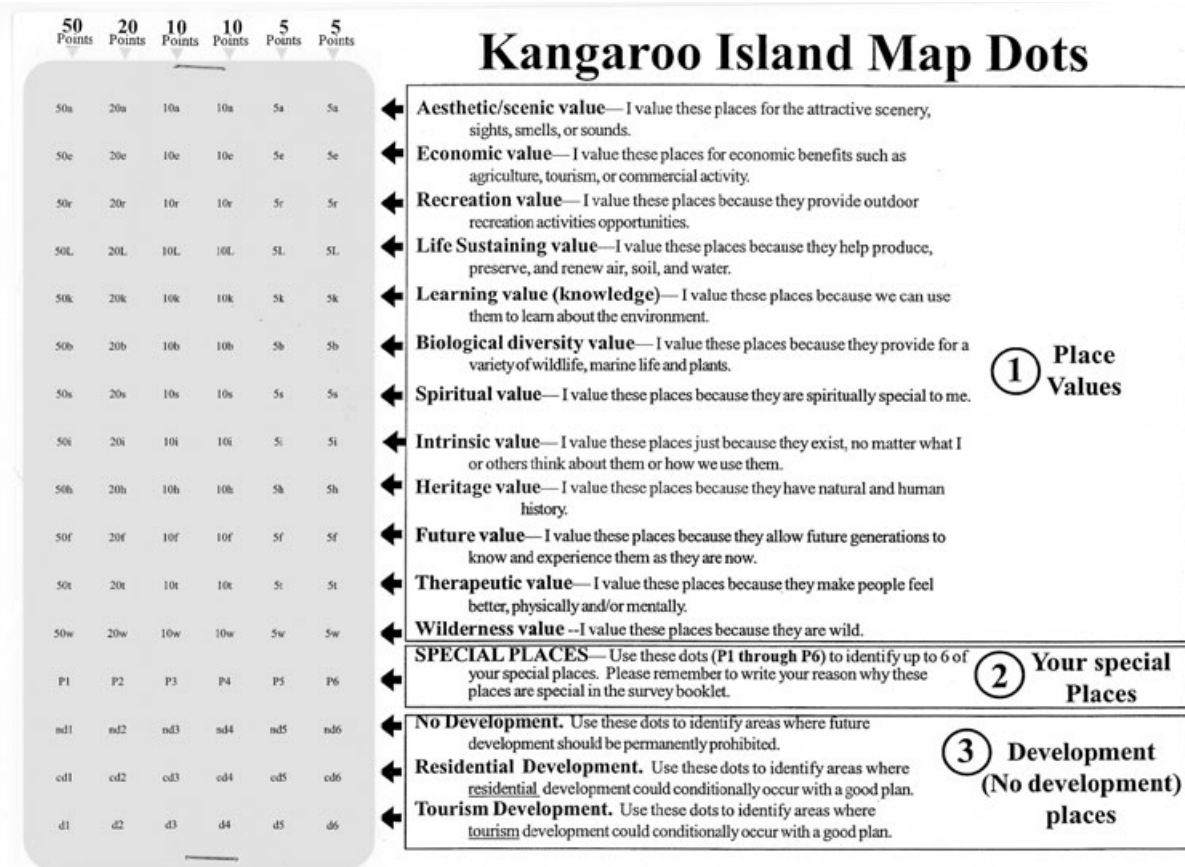 50 20 10 10 5 5
Points Points Points Points Points Points
Kangaroo Island Map Dots
50a 20a 10a 10a 5a 5a
Aesthetic/scenic value— I value these places for the attractive scenery,
sights, smells, or sounds.
50e 20e 10e 10e 5e 5e
Economic value— I value these places for economic benefits such as
agriculture, tourism, or commercial activity.
50r 20r 10r 10r 5r 5r
Recreation value— I value these places because they provide outdoor
recreation activities opportunities.
50L 20L 10L 10L 5L 5L
Life Sustaining value—I value these places because they help produce,
preserve, and renew air, soil, and water.
50k 20k 10k 10k 5k 5k
Learning value (knowledge)— I value these places because we can use
them to learn about the environment.
50b 20b 10b 10b 5b 5b
Biological diversity value— I value these places because they provide for a
variety of wildlife, marine life and plants.
50s 20s 10s 10s 5s 5s
Spiritual value— I value these places because they are spiritually special to me.
50i 20i 10i 10i 5i 5i
Intrinsic value— I value these places just because they exist, no matter what I
or others think about them or how we use them.
50h 20h 10h 10h 5h 5h
Heritage value— I value these places because they have natural and human
history.
50f 20f 10f 10f 5f 5f
Future value— I value these places because they allow future generations to
know and experience them as they are now.
50t 20t 10t 10t 5t 5t
Therapeutic value— I value these places because they make people feel
better, physically and/or mentally.
50w 20w 10w 10w 5w 5w
Wilderness value --I value these places because they are wild.
1 Place
Values
P1 P2 P3 P4 P5 P6
SPECIAL PLACES— Use these dots (P1 through P6) to identify up to 6 of
your special places. Please remember to write your reason why these
places are special in the survey booklet.
2 Your special
Places
nd1 nd2 nd3 nd4 nd5 nd6
No Development. Use these dots to identify areas where future
development should be permanently prohibited.
cd1 cd2 cd3 cd4 cd5 cd6
Residential Development. Use these dots to identify areas where
residential development could conditionally occur with a good plan.
d1 d2 d3 d4 d5 d6
Tourism Development. Use these dots to identify areas where
tourism development could conditionally occur with a good plan.
3 Development
(No development)
places